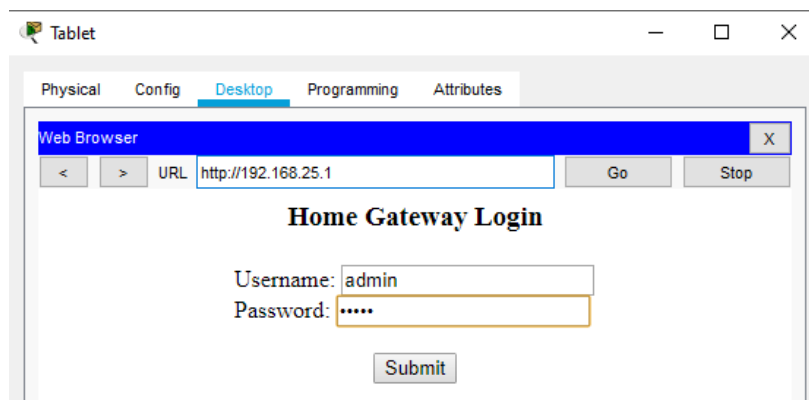 Tablet
Physical Config Desktop Programming Attributes
Web Browser X
< > URL http://192.168.25.1 Go Stop
Home Gateway Login
Username: admin
Password: •••••
Submit